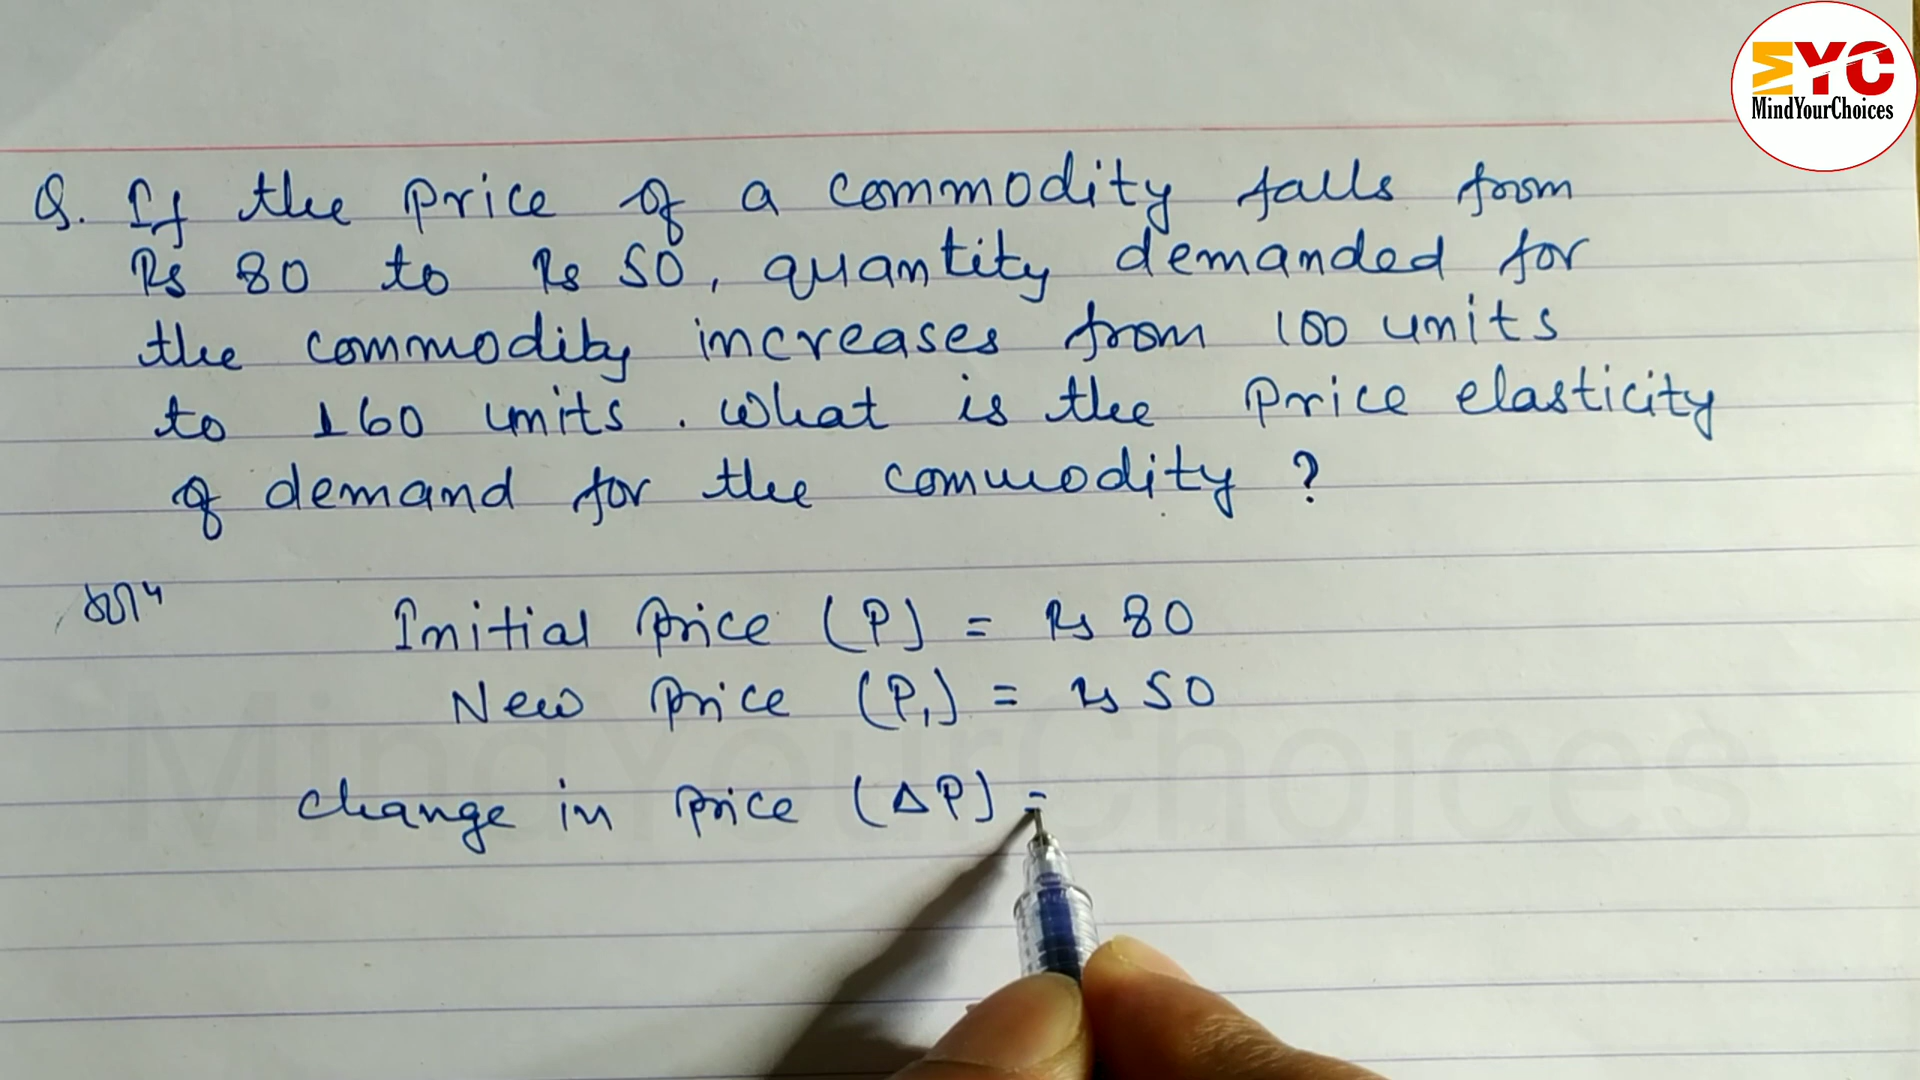 MYC
MindYourChoices
Q. If the price of a commodity falls from
Rs 80 to Rs 50, quantity demanded for
the commodity increases from 100 units
to 160 units. What is the price elasticity
of demand for the commodity ?
Solⁿ
Initial price (P) = Rs 80
New price (P₁) = Rs 50
Change in price (ΔP) =
MindYourChoices